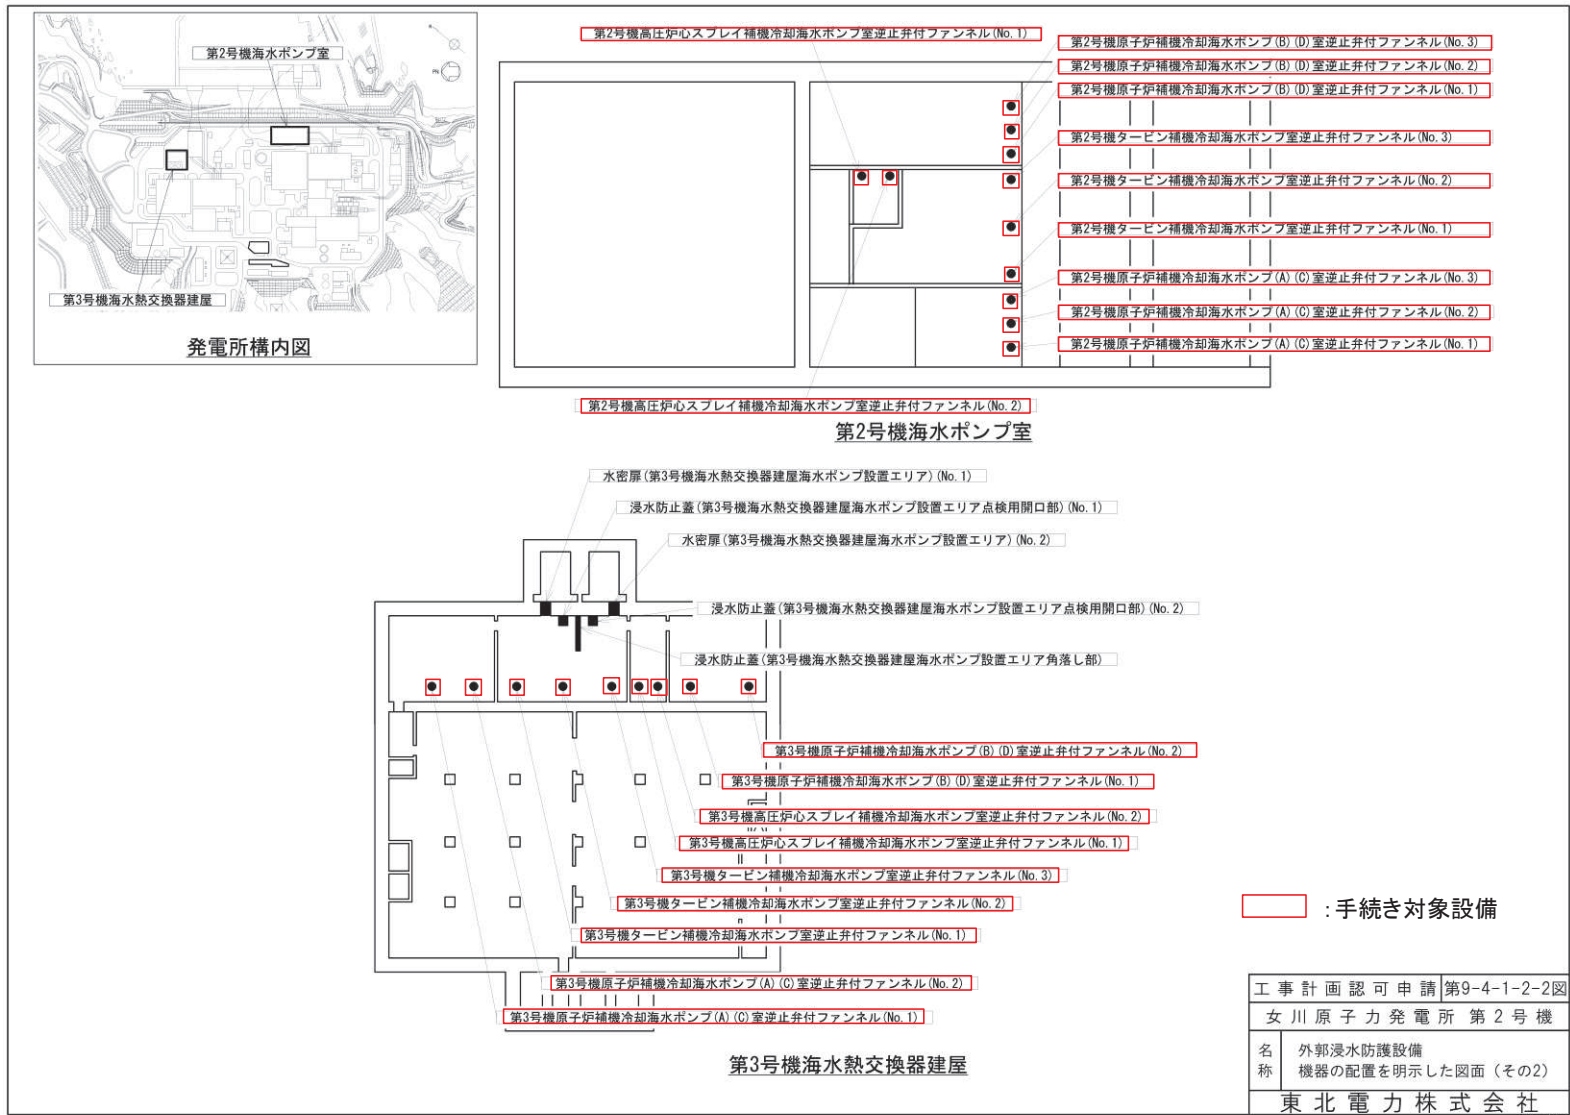 第2号機海水ポンプ室
第3号機海水熱交換器建屋
発電所構内図
第2号機高圧炉心スプレイ補機冷却海水ポンプ室逆止弁付ファンネル(No.1)
第2号機原子炉補機冷却海水ポンプ(B)(D)室逆止弁付ファンネル(No.3)
第2号機原子炉補機冷却海水ポンプ(B)(D)室逆止弁付ファンネル(No.2)
第2号機原子炉補機冷却海水ポンプ(B)(D)室逆止弁付ファンネル(No.1)
第2号機タービン補機冷却海水ポンプ室逆止弁付ファンネル(No.3)
第2号機タービン補機冷却海水ポンプ室逆止弁付ファンネル(No.2)
第2号機タービン補機冷却海水ポンプ室逆止弁付ファンネル(No.1)
第2号機原子炉補機冷却海水ポンプ(A)(C)室逆止弁付ファンネル(No.3)
第2号機原子炉補機冷却海水ポンプ(A)(C)室逆止弁付ファンネル(No.2)
第2号機原子炉補機冷却海水ポンプ(A)(C)室逆止弁付ファンネル(No.1)
第2号機高圧炉心スプレイ補機冷却海水ポンプ室逆止弁付ファンネル(No.2)
第2号機海水ポンプ室
水密扉(第3号機海水熱交換器建屋海水ポンプ設置エリア)(No.1)
浸水防止蓋(第3号機海水熱交換器建屋海水ポンプ設置エリア点検用開口部)(No.1)
水密扉(第3号機海水熱交換器建屋海水ポンプ設置エリア)(No.2)
浸水防止蓋(第3号機海水熱交換器建屋海水ポンプ設置エリア点検用開口部)(No.2)
浸水防止蓋(第3号機海水熱交換器建屋海水ポンプ設置エリア角落し部)
第3号機原子炉補機冷却海水ポンプ(B)(D)室逆止弁付ファンネル(No.2)
第3号機原子炉補機冷却海水ポンプ(B)(D)室逆止弁付ファンネル(No.1)
第3号機高圧炉心スプレイ補機冷却海水ポンプ室逆止弁付ファンネル(No.2)
第3号機高圧炉心スプレイ補機冷却海水ポンプ室逆止弁付ファンネル(No.1)
第3号機タービン補機冷却海水ポンプ室逆止弁付ファンネル(No.3)
第3号機タービン補機冷却海水ポンプ室逆止弁付ファンネル(No.2)
第3号機タービン補機冷却海水ポンプ室逆止弁付ファンネル(No.1)
第3号機原子炉補機冷却海水ポンプ(A)(C)室逆止弁付ファンネル(No.2)
第3号機原子炉補機冷却海水ポンプ(A)(C)室逆止弁付ファンネル(No.1)
第3号機海水熱交換器建屋
:手続き対象設備
工事計画認可申請 第9-4-1-2-2図
女川原子力発電所 第2号機
名称 外郭浸水防護設備
機器の配置を明示した図面(その2)
東北電力株式会社